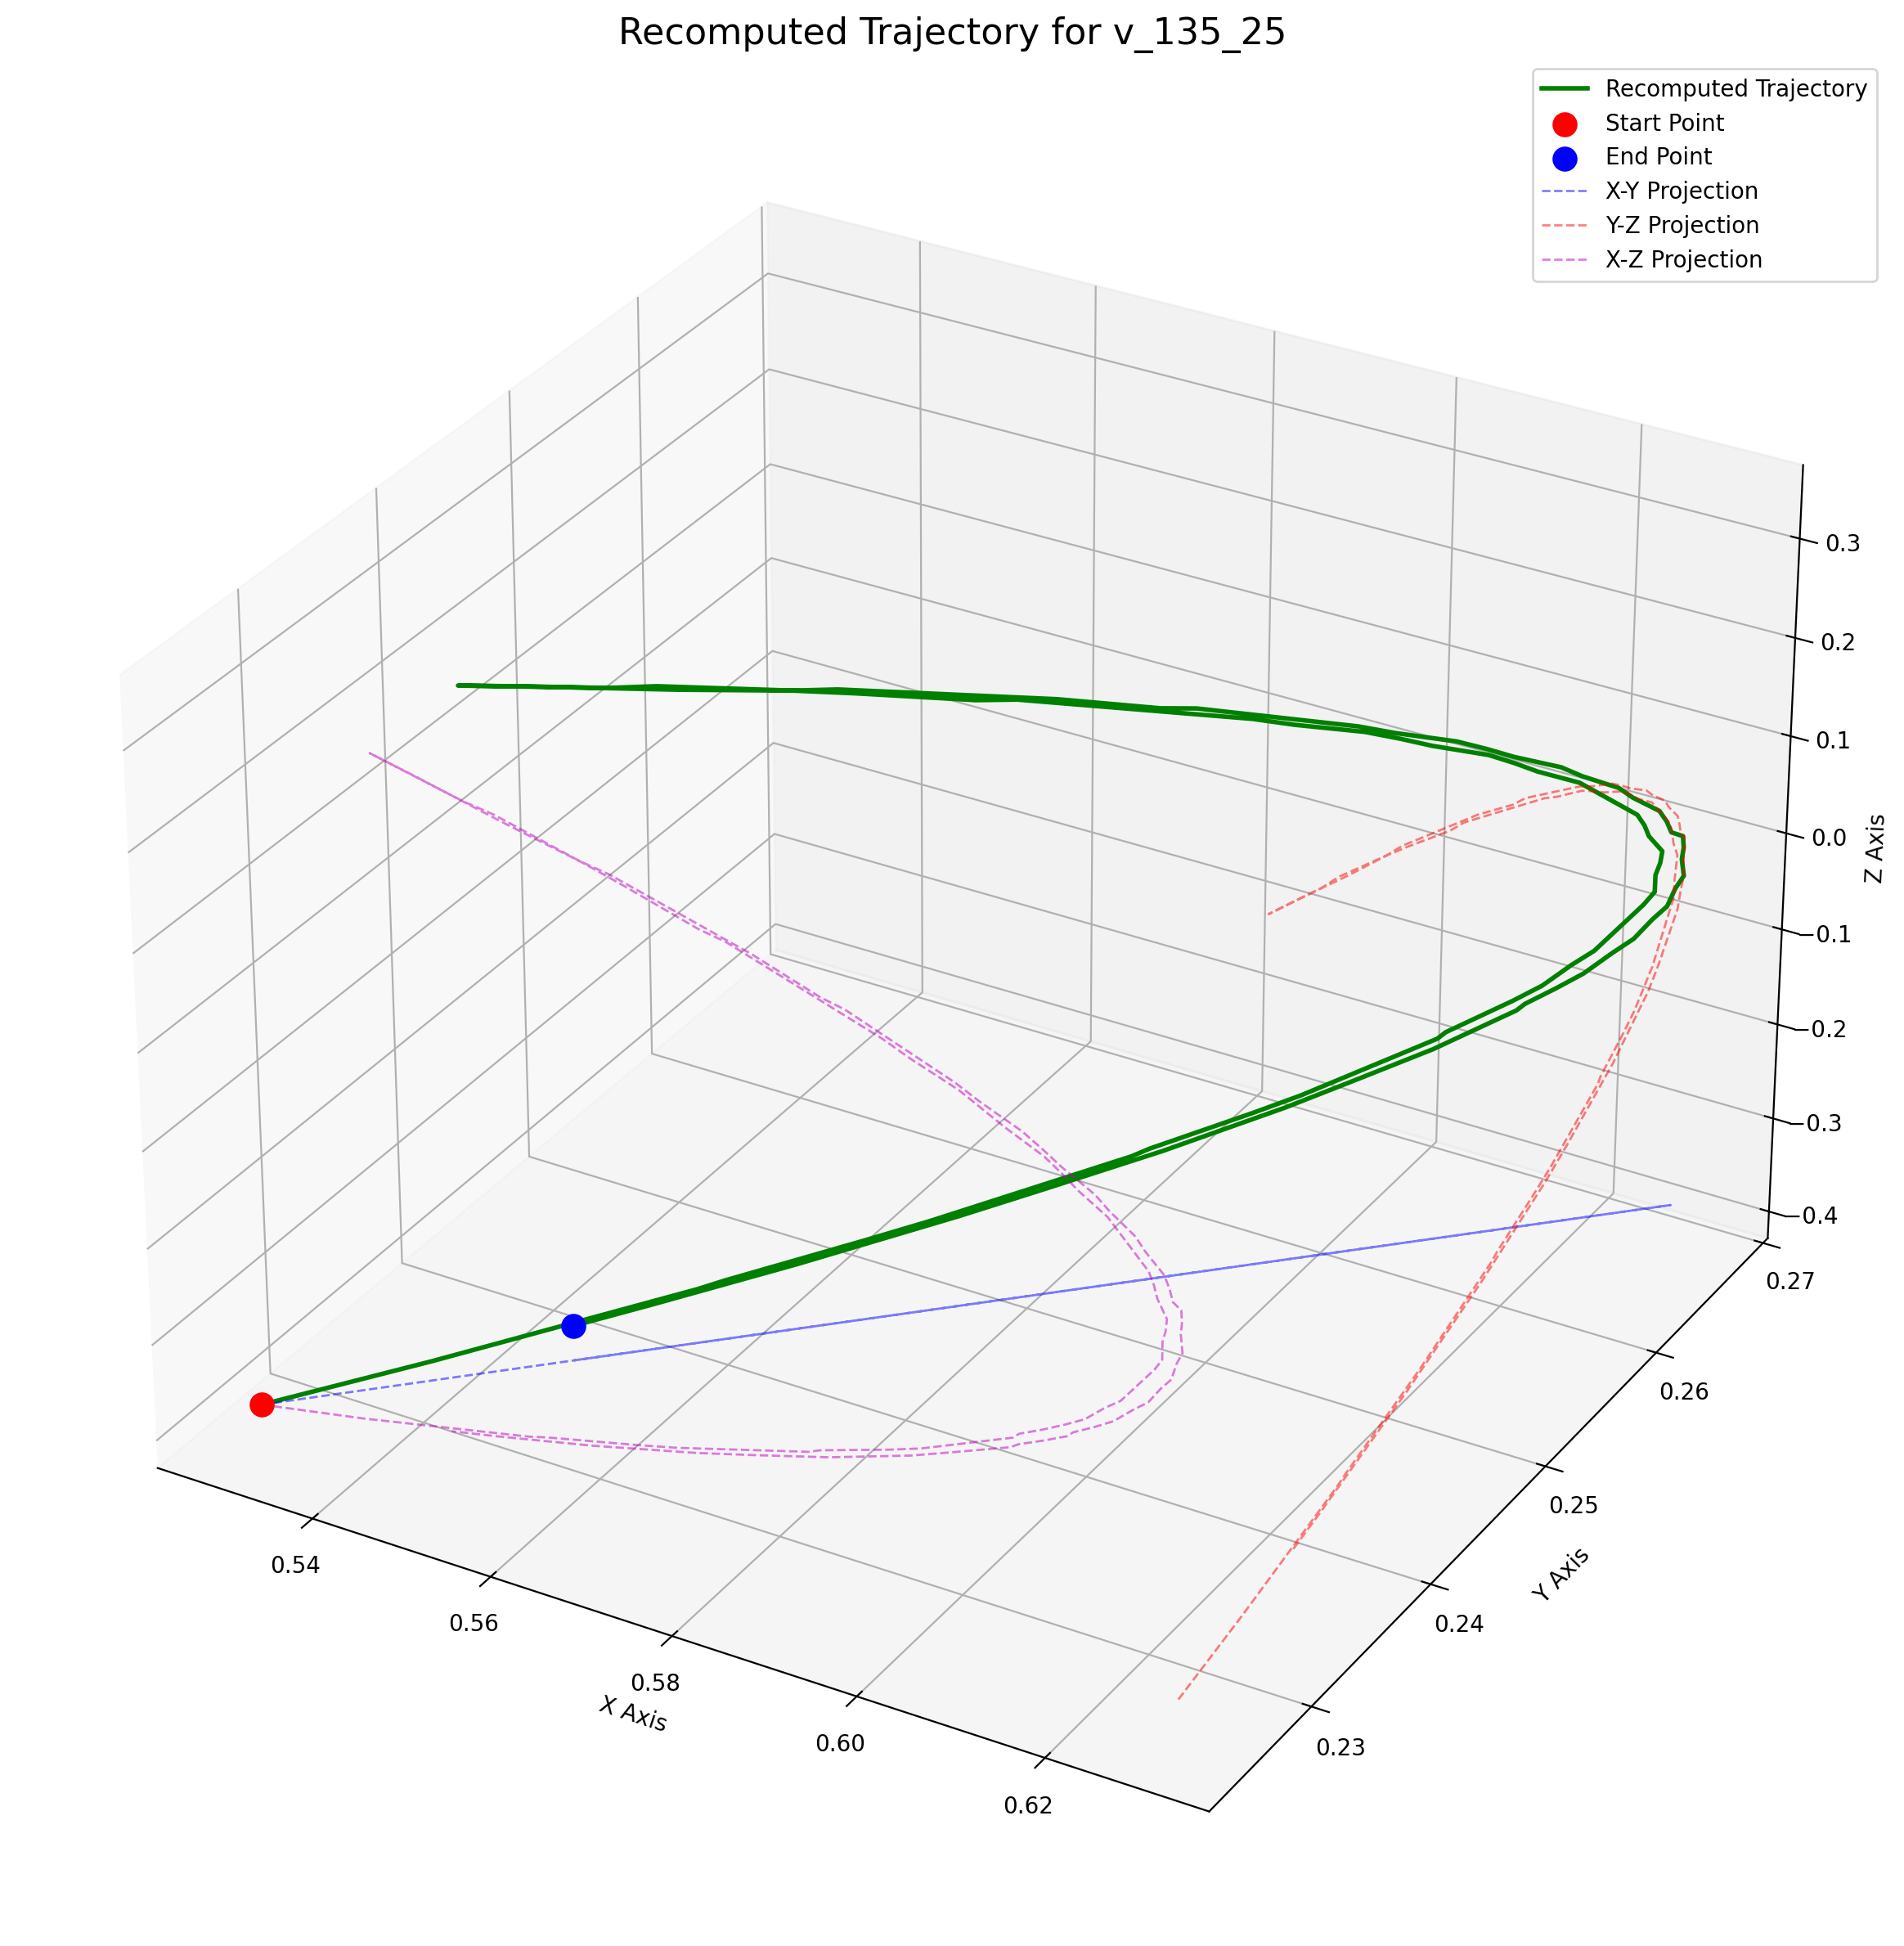 Recomputed Trajectory for v_135_25
Recomputed Trajectory
Start Point
End Point
X-Y Projection
Y-Z Projection
X-Z Projection
0.3
0.2
0.1
0.0
−0.1
−0.2
−0.3
−0.4
Z Axis
0.27
0.26
0.25
0.24
0.23
Y Axis
0.54
0.56
0.58
0.60
0.62
X Axis